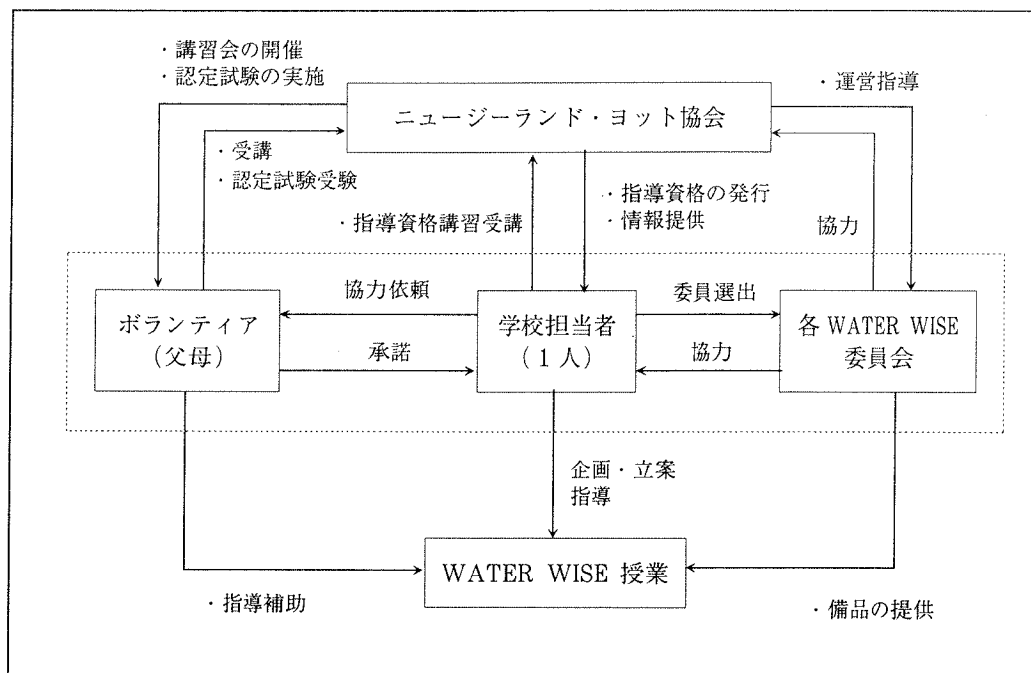 ・講習会の開催
・認定試験の実施
・運営指導
ニュージーランド・ヨット協会
・受講
・認定試験受験
・指導資格の発行
・情報提供
・指導資格講習受講
協力
協力依頼
委員選出
ボランティア
（父母）
学校担当者
（1人）
各WATER WISE
委員会
承諾
協力
企画・立案
指導
WATER WISE 授業
・指導補助
・備品の提供